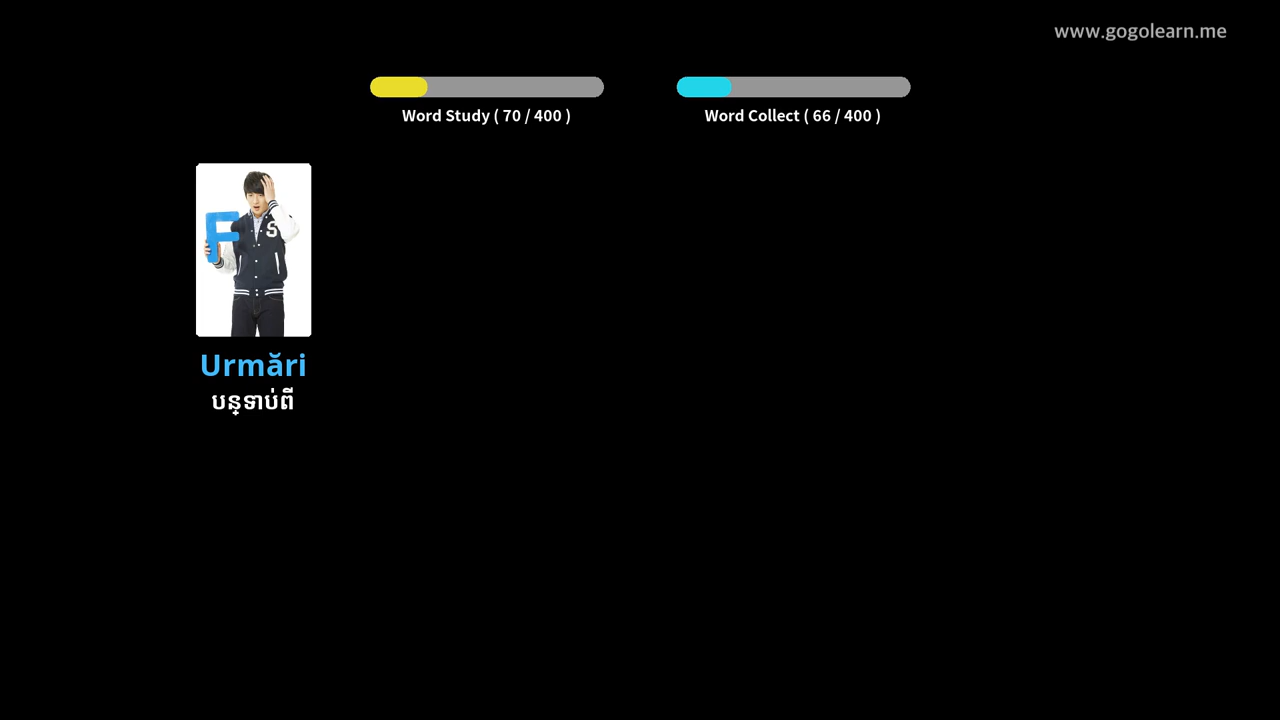 www.gogolearn.me
Word Study ( 70 / 400 )
Word Collect ( 66 / 400 )
F
S
Urmări
បន្ទាប់ពី